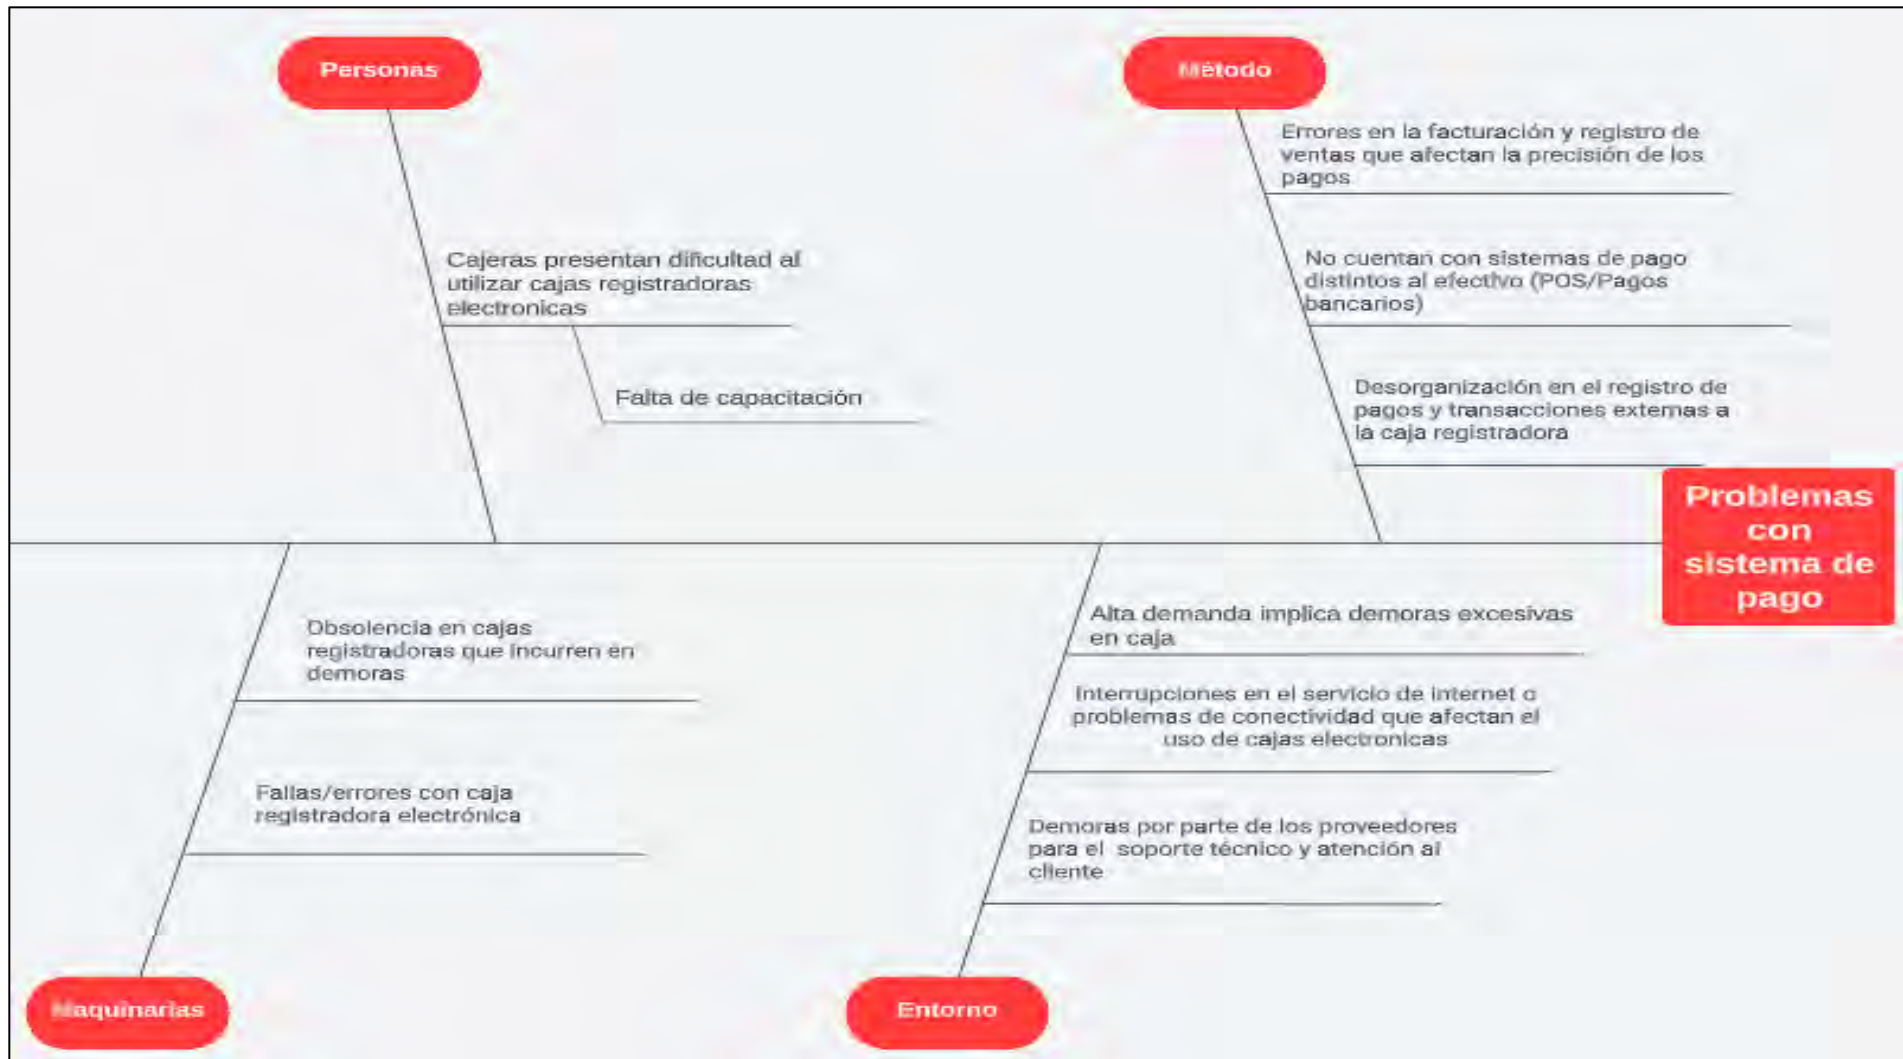 Personas
Método
Errores en la facturación y registro de
ventas que afectan la precisión de los
pagos
Cajeras presentan dificultad al
utilizar cajas registradoras
electronicas
No cuentan con sistemas de pago
distintos al efectivo (POS/Pagos
bancarios)
Falta de capacitación
Desorganización en el registro de
pagos y transacciones externas a
la caja registradora
Problemas
con
sistema de
pago
Obsolencia en cajas
registradoras que incurren en
demoras
Alta demanda implica demoras excesivas
en caja
Interrupciones en el servicio de internet o
problemas de conectividad que afectan el
uso de cajas electronicas
Fallas/errores con caja
registradora electrónica
Demoras por parte de los proveedores
para el soporte técnico y atención al
cliente
Maquinarias
Entorno